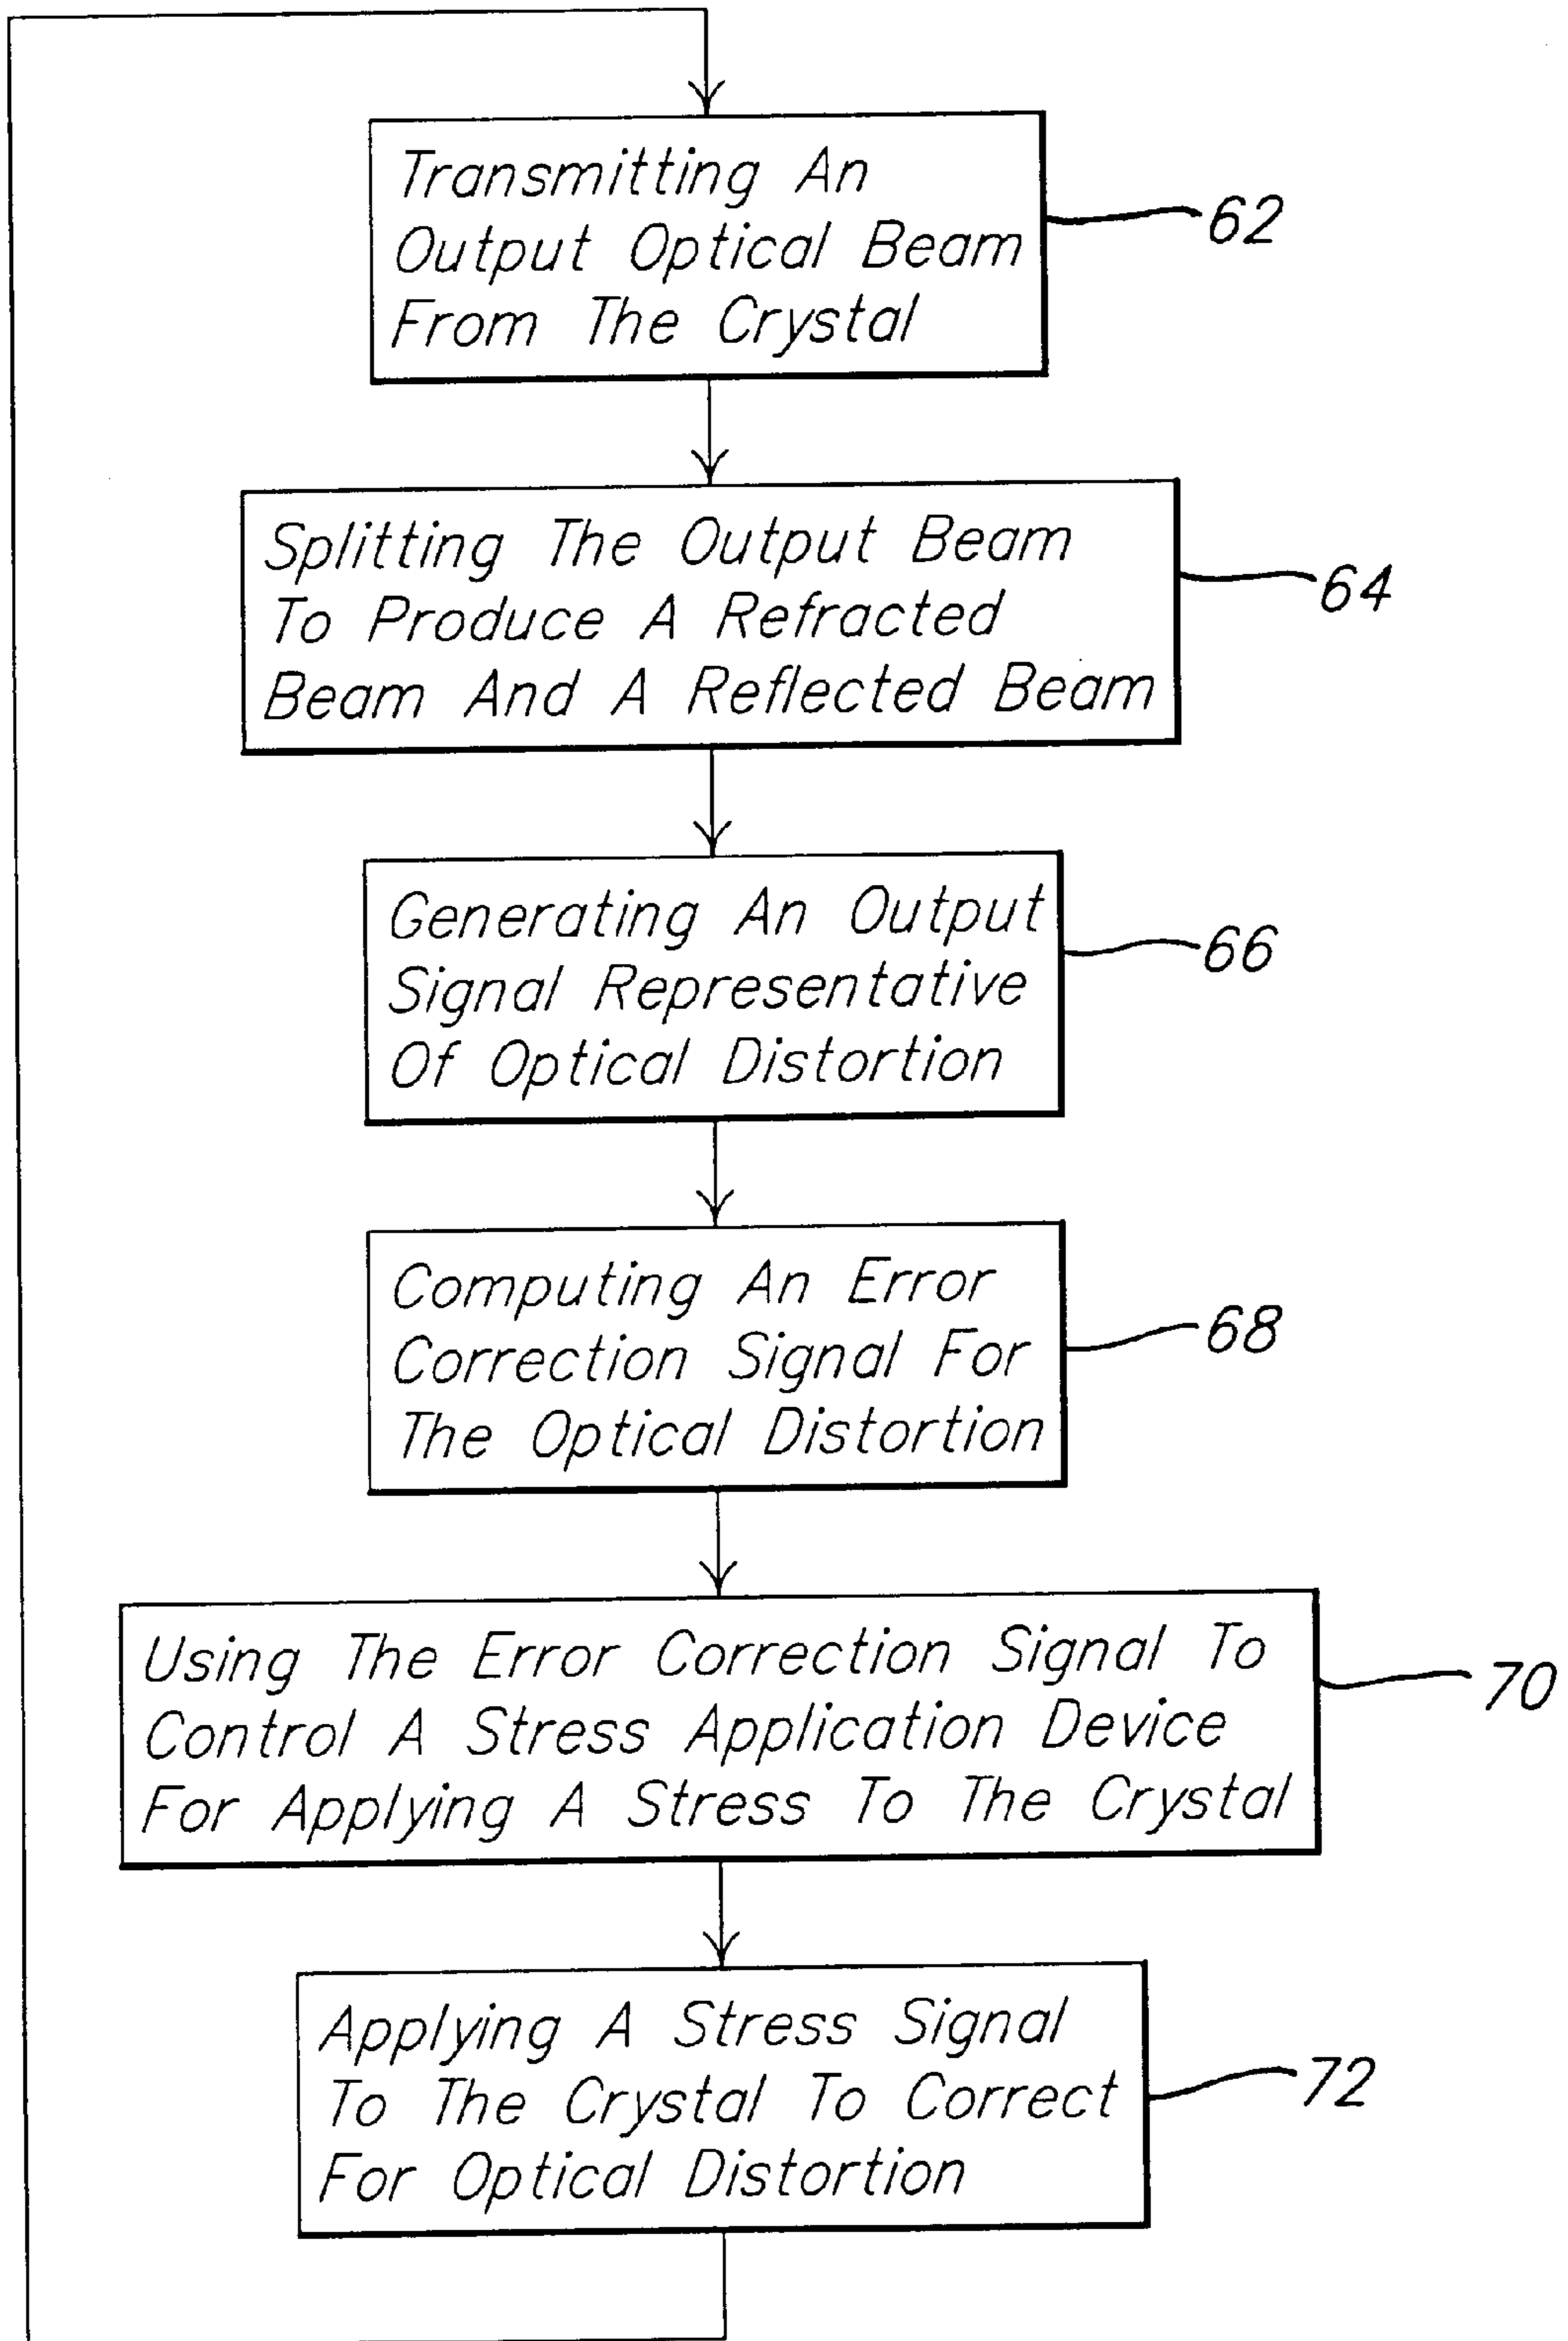 Transmitting An
Output Optical Beam
From The Crystal
62
Splitting The Output Beam
To Produce A Refracted
Beam And A Reflected Beam
64
Generating An Output
Signal Representative
Of Optical Distortion
66
Computing An Error
Correction Signal For
The Optical Distortion
68
Using The Error Correction Signal To
Control A Stress Application Device
For Applying A Stress To The Crystal
70
Applying A Stress Signal
To The Crystal To Correct
For Optical Distortion
72